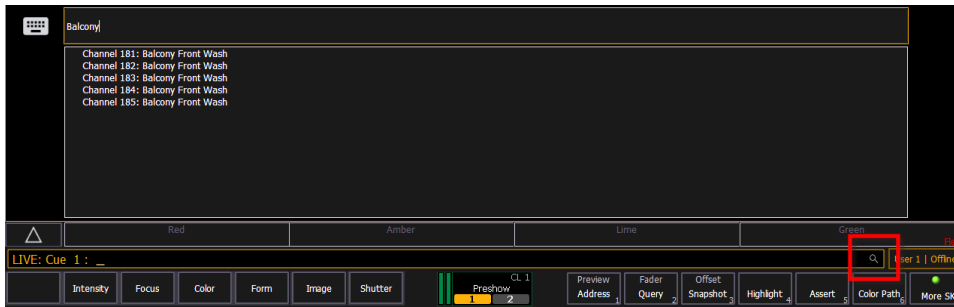 Balcony
Channel 181: Balcony Front Wash
Channel 182: Balcony Front Wash
Channel 183: Balcony Front Wash
Channel 184: Balcony Front Wash
Channel 185: Balcony Front Wash
Red Amber Lime Green
LIVE: Cue 1 : _
User 1 | Offline
CL 1
Preview Fader Offset
Intensity Focus Color Form Image Shutter Preshow Address 1 Query 2 Snapshot 3 Highlight 4 Assert 5 Color Path 6 More SK
1 2